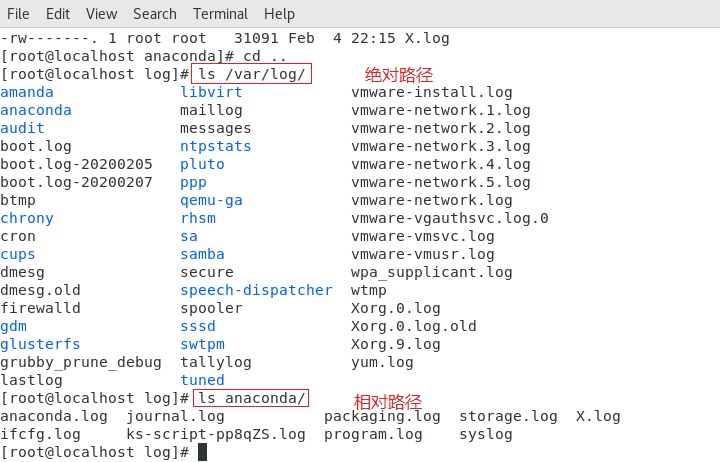 File Edit View Search Terminal Help
-rw-------. 1 root root   31091 Feb  4 22:15 X.log
[root@localhost anaconda]# cd ..
[root@localhost log]# ls /var/log/ 绝对路径
amanda libvirt vmware-install.log
anaconda maillog vmware-network.1.log
audit messages vmware-network.2.log
boot.log ntpstats vmware-network.3.log
boot.log-20200205 pluto vmware-network.4.log
boot.log-20200207 ppp vmware-network.5.log
btmp qemu-ga vmware-network.log
chrony rhsm vmware-vgauthsvc.log.0
cron sa vmware-vmsvc.log
cups samba vmware-vmusr.log
dmesg secure wpa_supplicant.log
dmesg.old speech-dispatcher wtmp
firewalld spooler Xorg.0.log
gdm sssd Xorg.0.log.old
glusterfs swtpm Xorg.9.log
grubby_prune_debug tallylog yum.log
lastlog tuned
[root@localhost log]# ls anaconda/ 相对路径
anaconda.log journal.log packaging.log storage.log X.log
ifcfg.log ks-script-pp8qZS.log program.log syslog
[root@localhost log]#